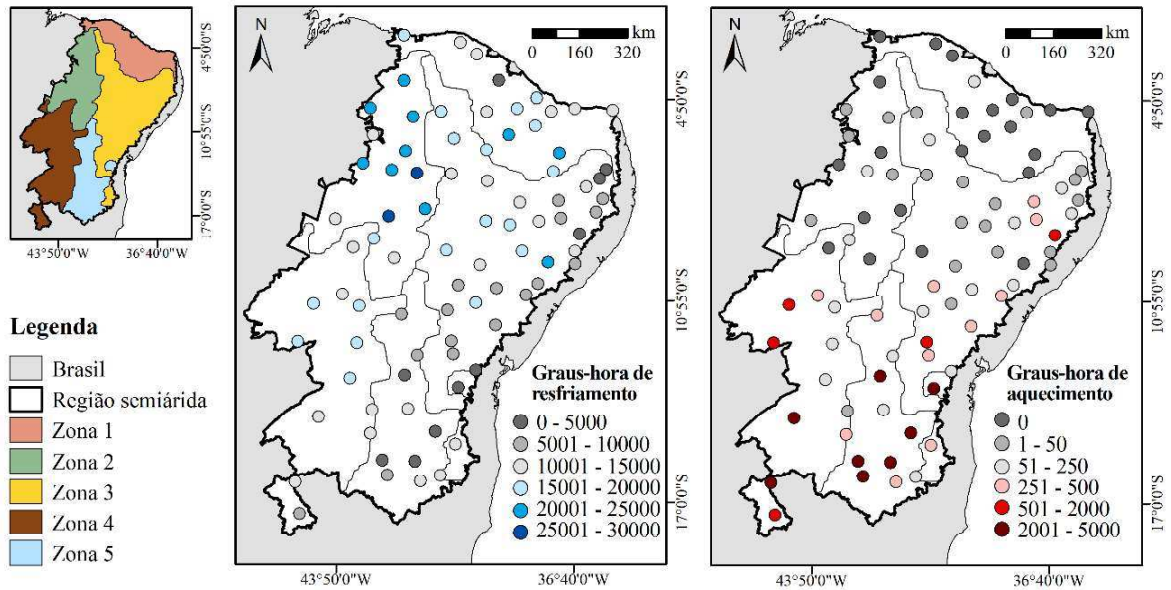 4°50'0"S
10°55'0"S
17°0'0"S
43°50'0"W
36°40'0"W
Legenda
Brasil
Região semiárida
Zona 1
Zona 2
Zona 3
Zona 4
Zona 5
N
km
0 160 320
Graus-hora de
resfriamento
0 - 5000
5001 - 10000
10001 - 15000
15001 - 20000
20001 - 25000
25001 - 30000
4°50'0"S
10°55'0"S
17°0'0"S
43°50'0"W
36°40'0"W
N
km
0 160 320
Graus-hora de
aquecimento
0
1 - 50
51 - 250
251 - 500
501 - 2000
2001 - 5000
4°50'0"S
10°55'0"S
17°0'0"S
43°50'0"W
36°40'0"W